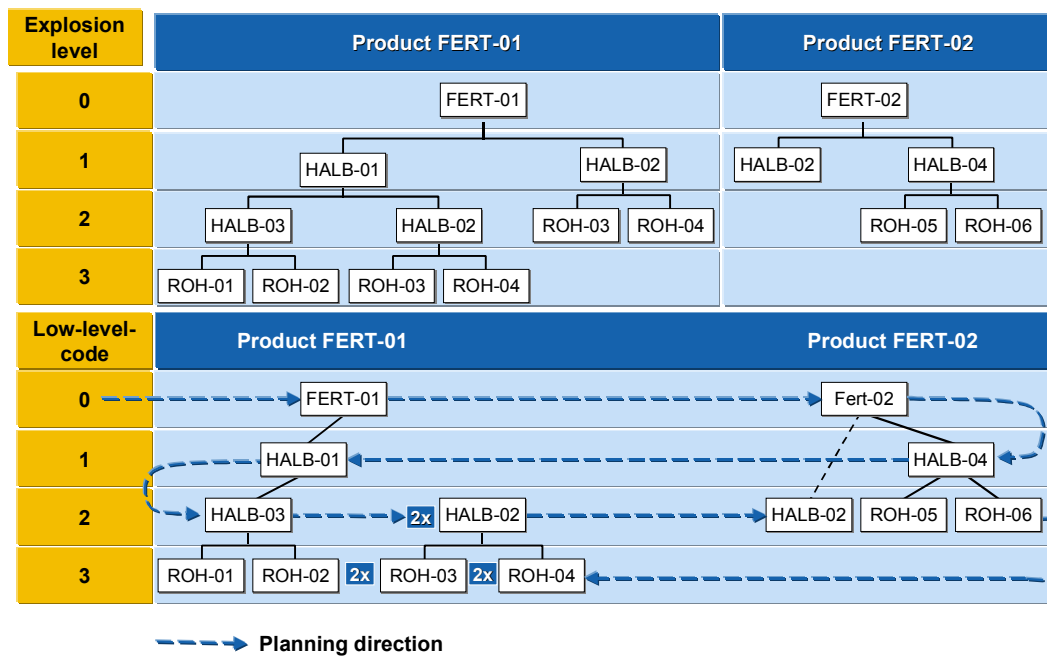 Explosion
level
Product FERT-01
Product FERT-02
0
FERT-01
FERT-02
1
HALB-01
HALB-02
HALB-02
HALB-04
2
HALB-03
HALB-02
ROH-03
ROH-04
ROH-05
ROH-06
3
ROH-01
ROH-02
ROH-03
ROH-04
Low-level-
code
Product FERT-01
Product FERT-02
0
FERT-01
Fert-02
1
HALB-01
HALB-04
2
HALB-03
2x
HALB-02
HALB-02
ROH-05
ROH-06
3
ROH-01
ROH-02
2x
ROH-03
2x
ROH-04
Planning direction